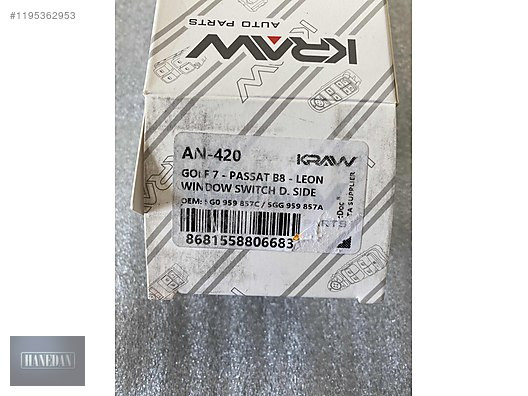 #1195362953
KRAW
AUTO PARTS
AN-420
KRAW
GOLF 7 - PASSAT B8 - LEON
WINDOW SWITCH D. SIDE
OEM: 5G0 959 857C / 5GG 959 857A
8681558806683
SUPPLIER
HANEDAN